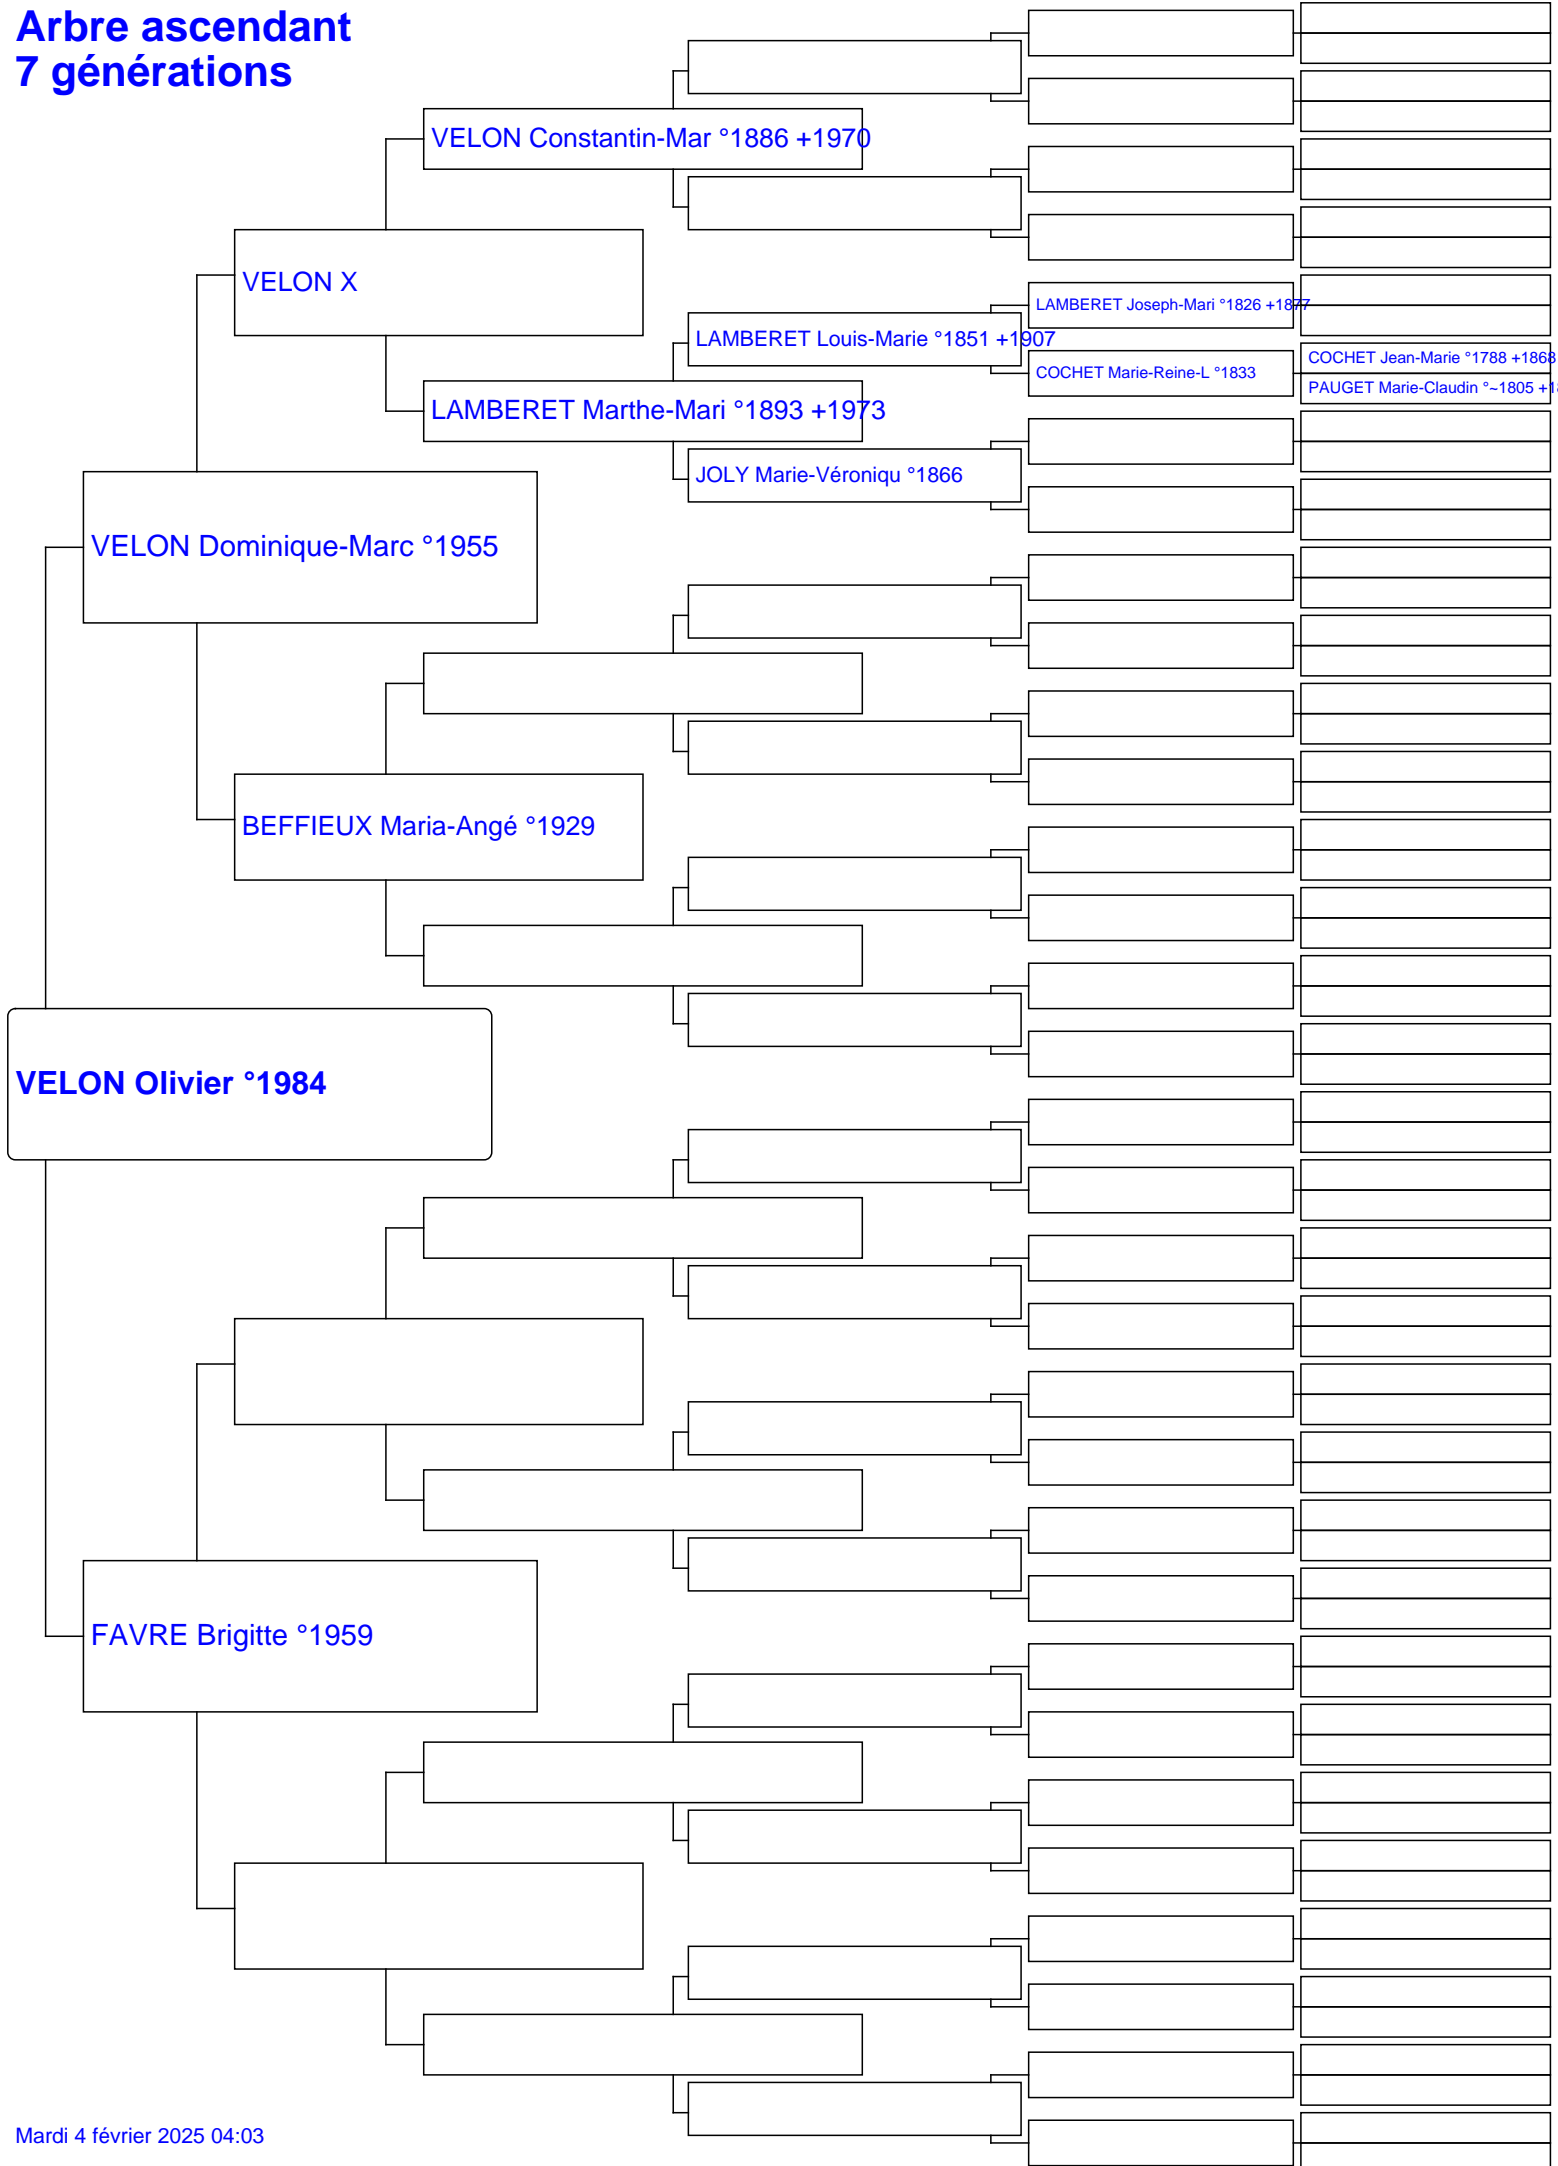 Arbre ascendant
7 générations
VELON Constantin-Mar °1886 +1970
VELON X
LAMBERET Joseph-Mari °1826 +1877
LAMBERET Louis-Marie °1851 +1907
COCHET Jean-Marie °1788 +1868
COCHET Marie-Reine-L °1833
PAUGET Marie-Claudin °~1805
LAMBERET Marthe-Mari °1893 +1973
JOLY Marie-Véroniqu °1866
VELON Dominique-Marc °1955
BEFFIEUX Maria-Angé °1929
VELON Olivier °1984
FAVRE Brigitte °1959
Mardi 4 février 2025 04:03